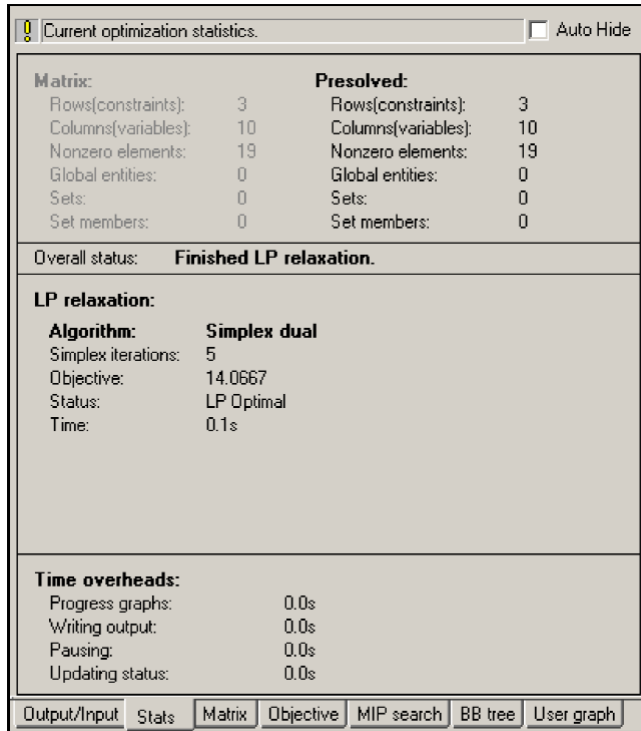 Current optimization statistics. Auto Hide
Matrix: Presolved:
Rows(constraints): 3 Rows(constraints): 3
Columns(variables): 10 Columns(variables): 10
Nonzero elements: 19 Nonzero elements: 19
Global entities: 0 Global entities: 0
Sets: 0 Sets: 0
Set members: 0 Set members: 0
Overall status: Finished LP relaxation.
LP relaxation:
Algorithm: Simplex dual
Simplex iterations: 5
Objective: 14.0667
Status: LP Optimal
Time: 0.1s
Time overheads:
Progress graphs: 0.0s
Writing output: 0.0s
Pausing: 0.0s
Updating status: 0.0s
Output/Input Stats Matrix Objective MIP search BB tree User graph